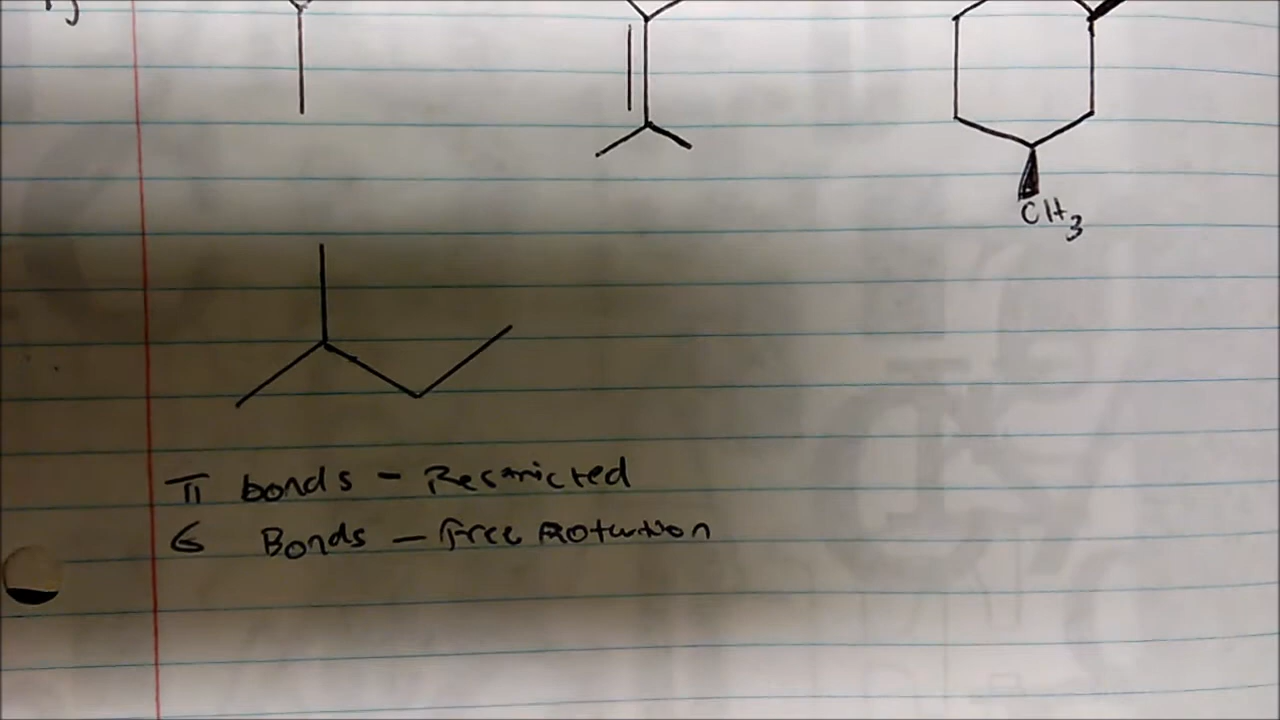 CH3
π bonds - Restricted
σ Bonds - Free Rotation